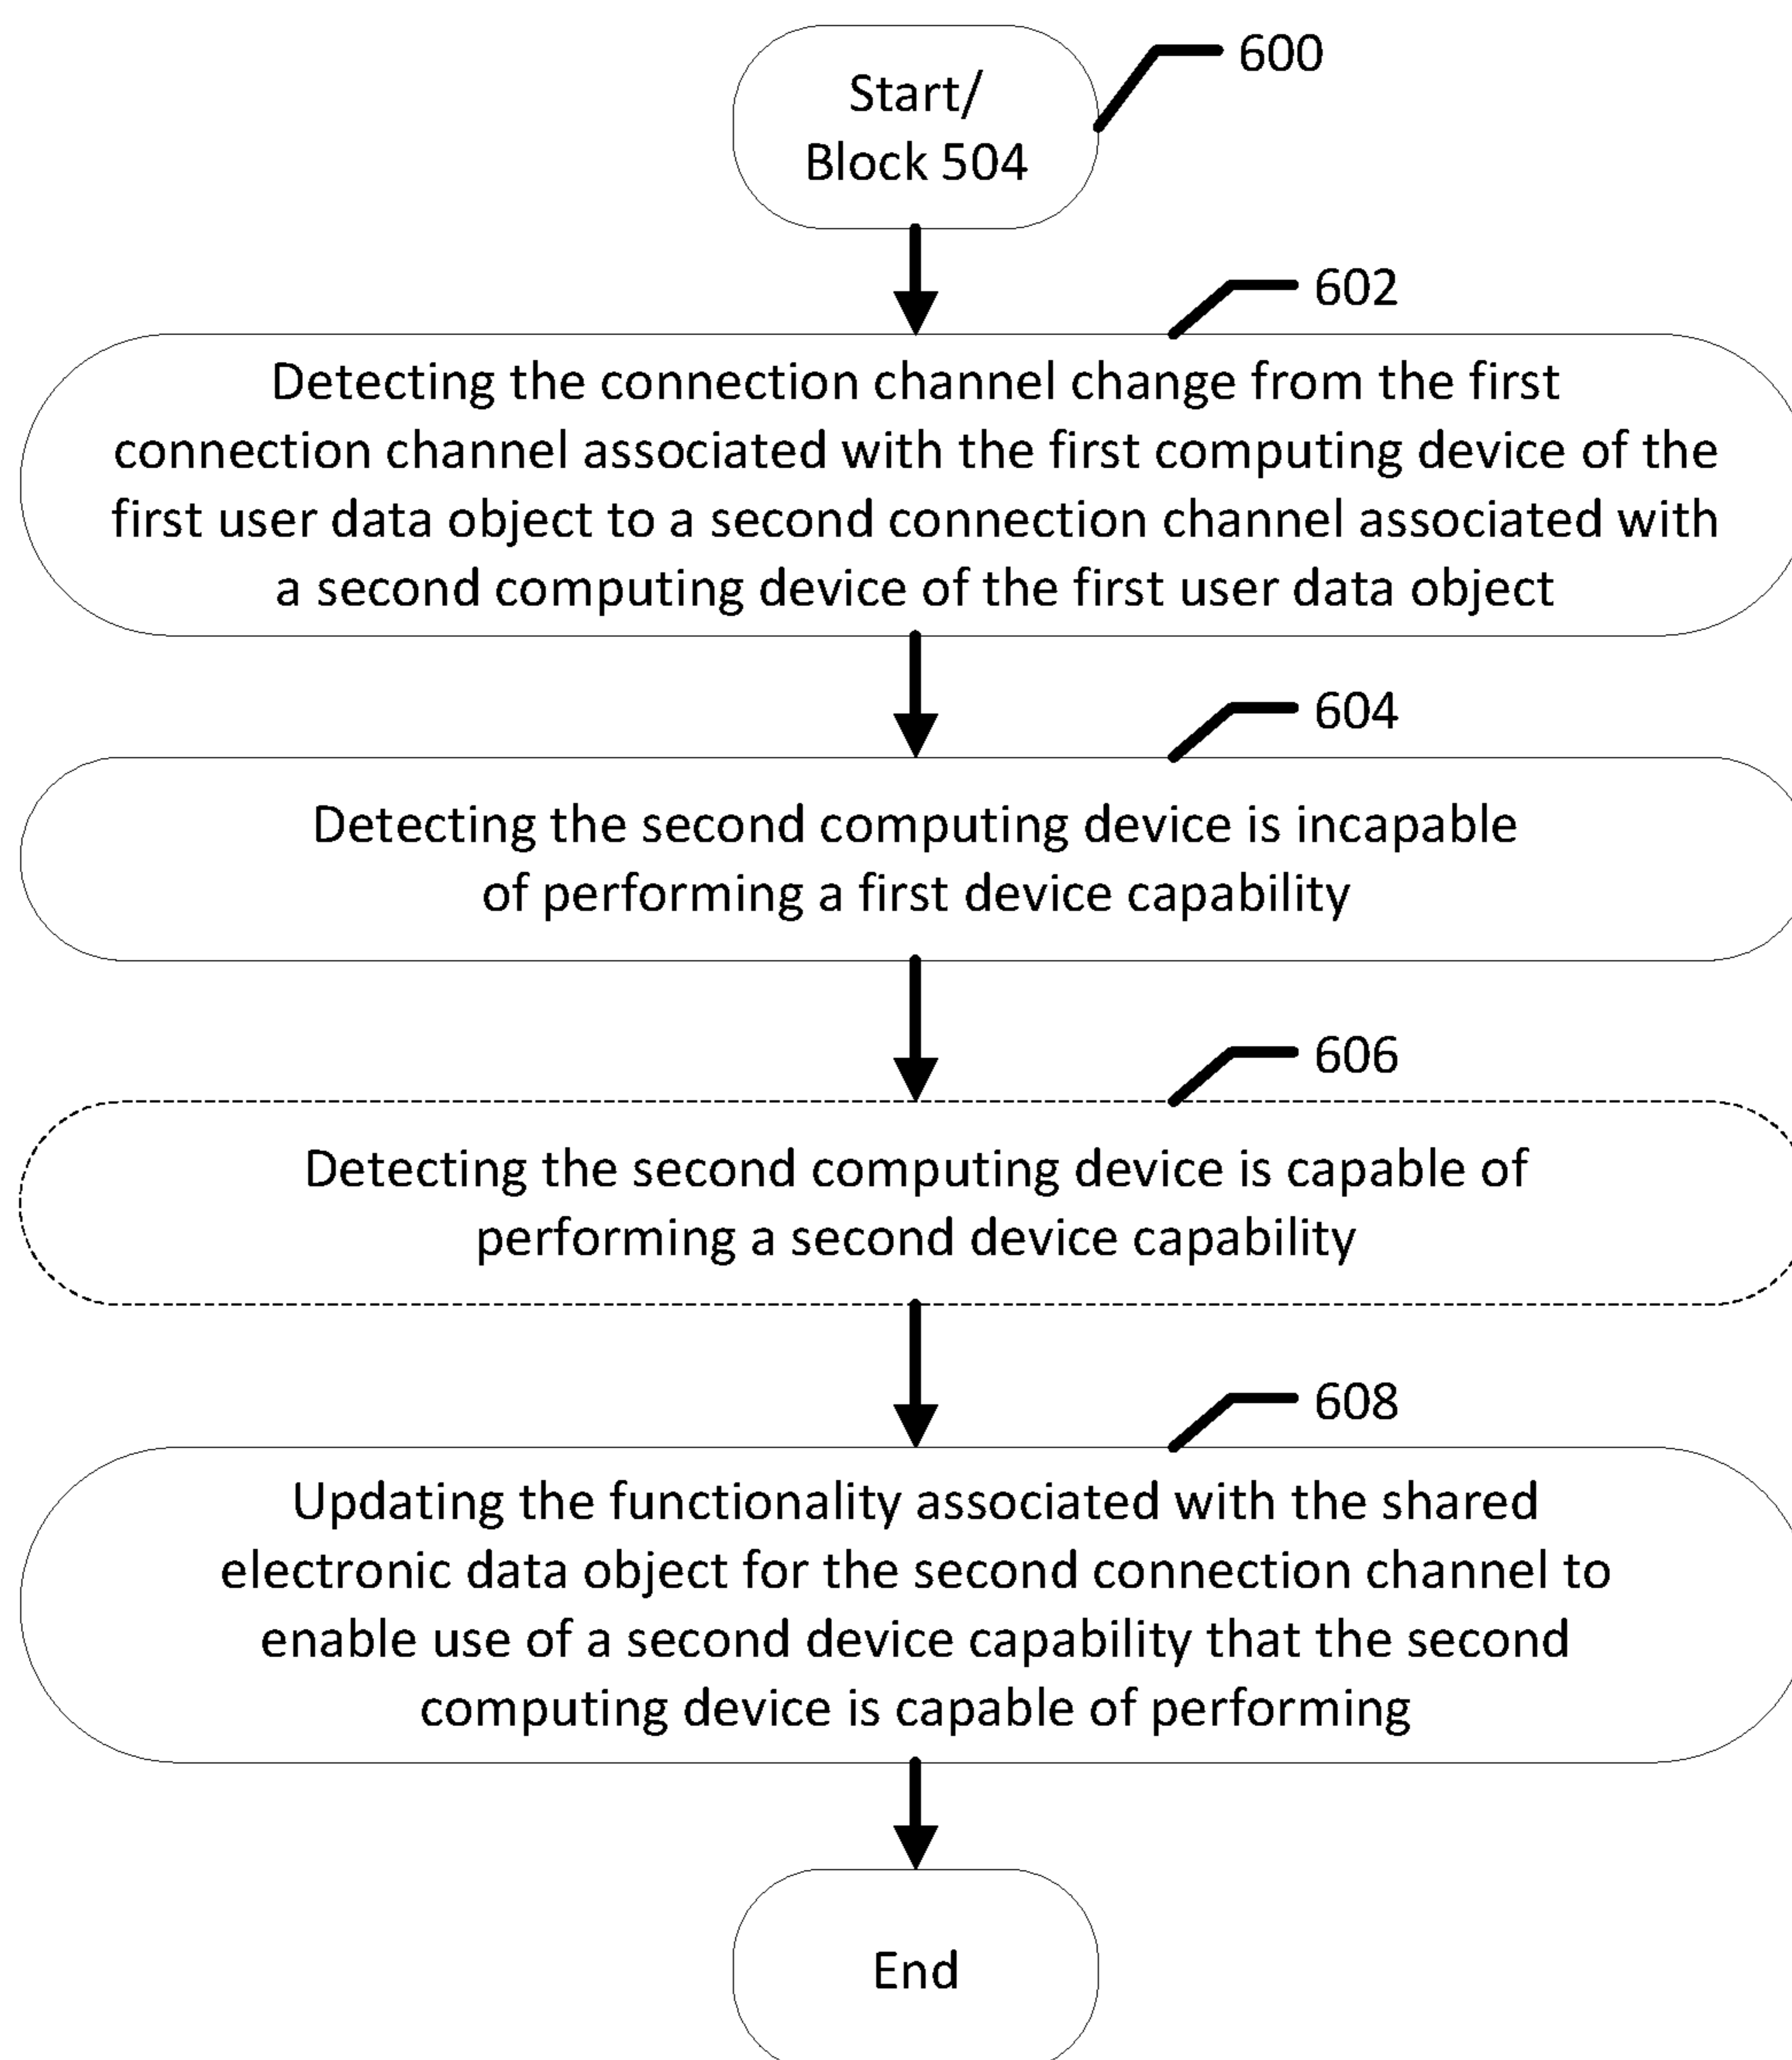 600
Start/
Block 504
602
Detecting the connection channel change from the first
connection channel associated with the first computing device of the
first user data object to a second connection channel associated with
a second computing device of the first user data object
604
Detecting the second computing device is incapable
of performing a first device capability
606
Detecting the second computing device is capable of
performing a second device capability
608
Updating the functionality associated with the shared
electronic data object for the second connection channel to
enable use of a second device capability that the second
computing device is capable of performing
End